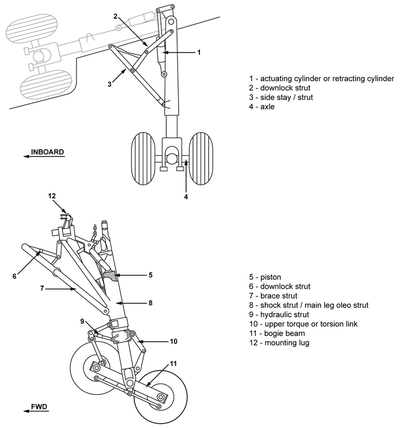 2
1
3
1 - actuating cylinder or retracting cylinder
2 - downlock strut
3 - side stay / strut
4 - axle
INBOARD
4
12
6
5
7
8
9
10
11
5 - piston
6 - downlock strut
7 - brace strut
8 - shock strut / main leg oleo strut
9 - hydraulic strut
10 - upper torque or torsion link
11 - bogie beam
12 - mounting lug
FWD